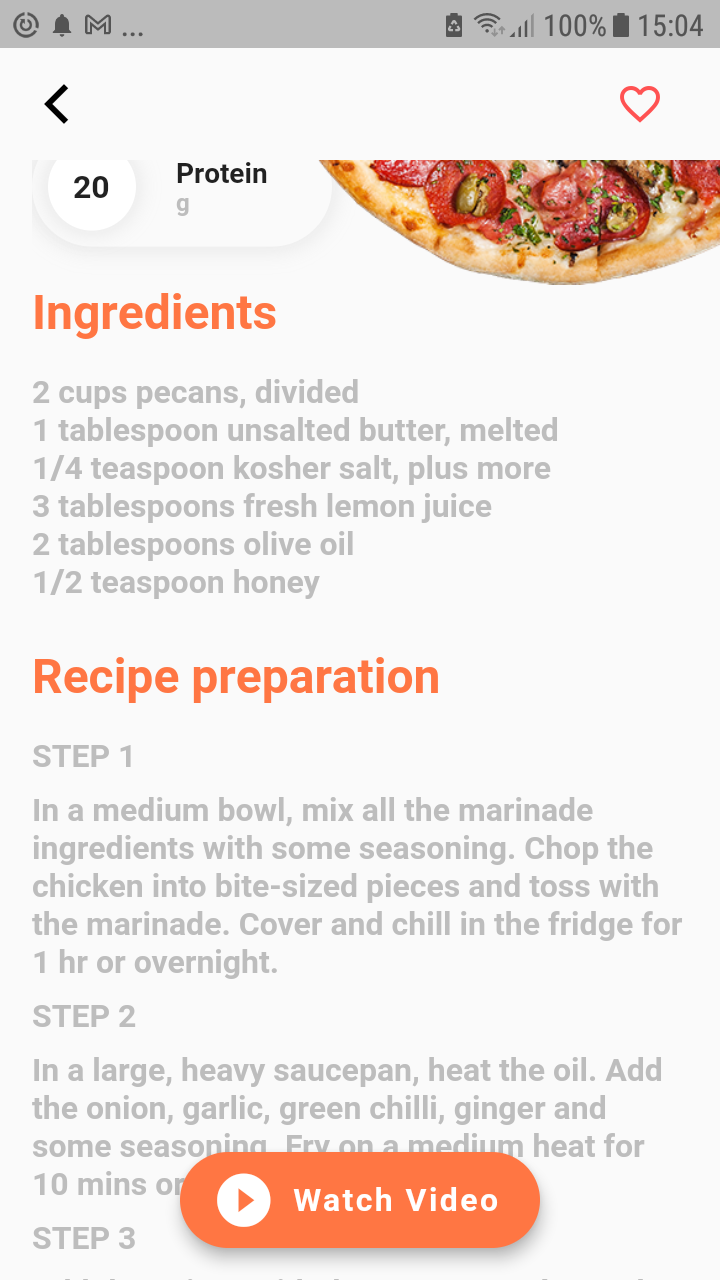 ... 100% 15:04
20 Protein
g
Ingredients
2 cups pecans, divided
1 tablespoon unsalted butter, melted
1/4 teaspoon kosher salt, plus more
3 tablespoons fresh lemon juice
2 tablespoons olive oil
1/2 teaspoon honey
Recipe preparation
STEP 1
In a medium bowl, mix all the marinade
ingredients with some seasoning. Chop the
chicken into bite-sized pieces and toss with
the marinade. Cover and chill in the fridge for
1 hr or overnight.
STEP 2
In a large, heavy saucepan, heat the oil. Add
the onion, garlic, green chilli, ginger and
some seasoning. Fry on a medium heat for
10 mins or
Watch Video
STEP 3